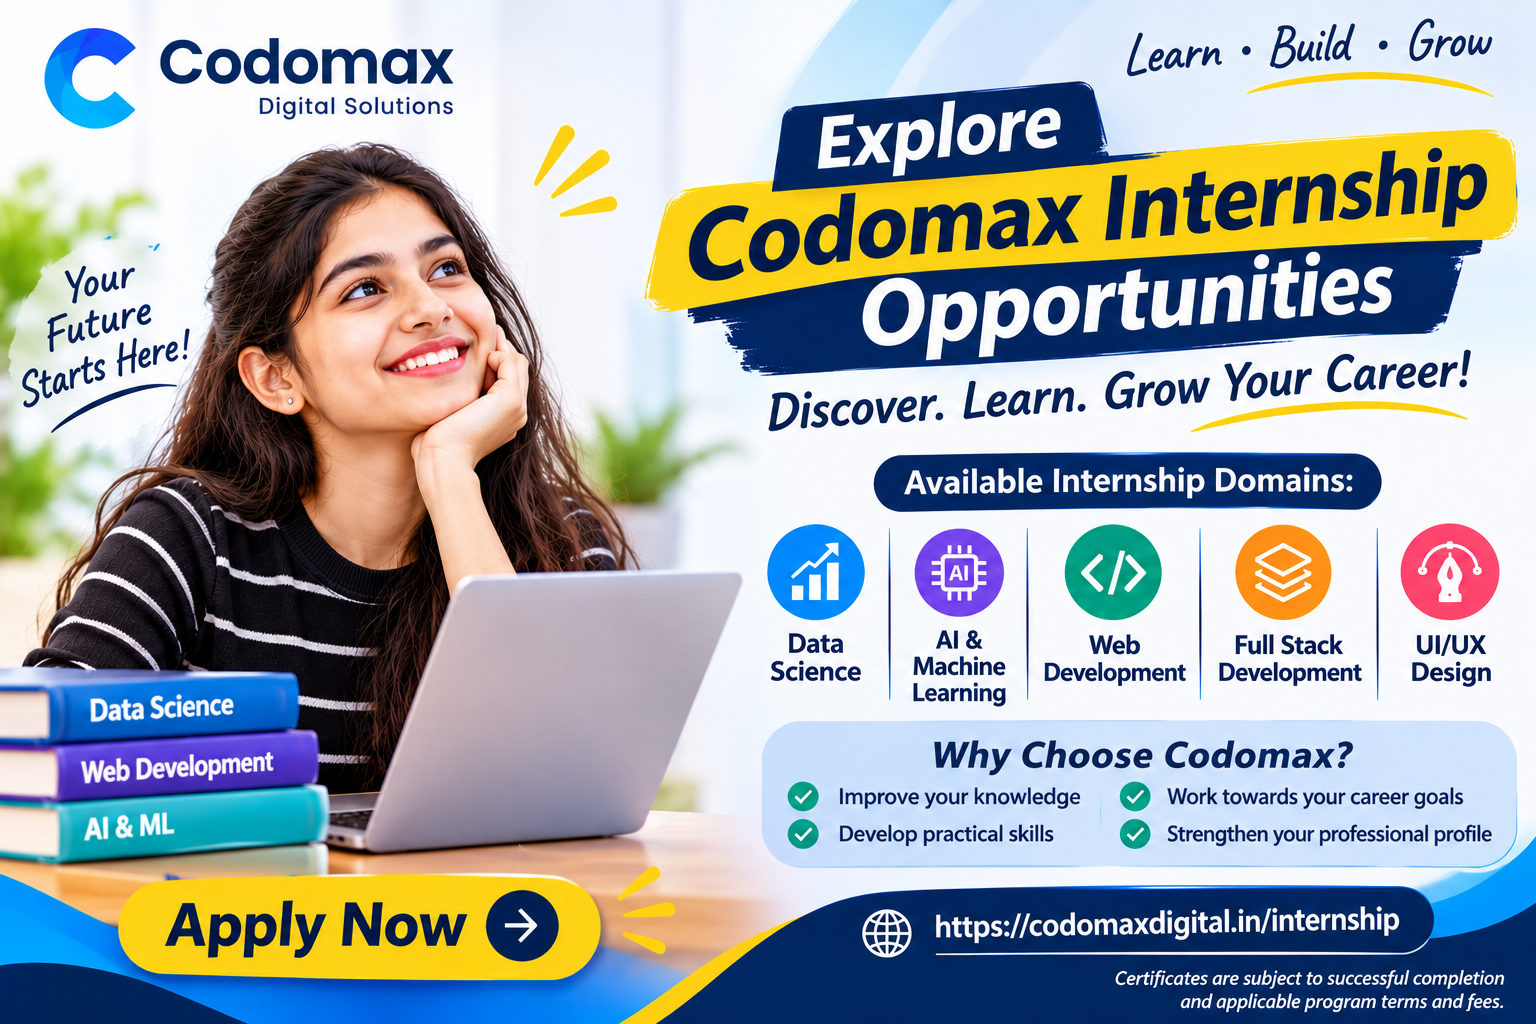 Codomax
Digital Solutions
Learn • Build • Grow
Explore
Codomax Internship
Opportunities
Discover. Learn. Grow Your Career!
Your
Future
Starts Here!
Available Internship Domains:
Data
Science
AI
AI &
Machine
Learning
Web
Development
Full Stack
Development
UI/UX
Design
Data Science
Web Development
AI & ML
Why Choose Codomax?
Improve your knowledge
Work towards your career goals
Develop practical skills
Strengthen your professional profile
Apply Now
https://codomaxdigital.in/internship
Certificates are subject to successful completion
and applicable program terms and fees.